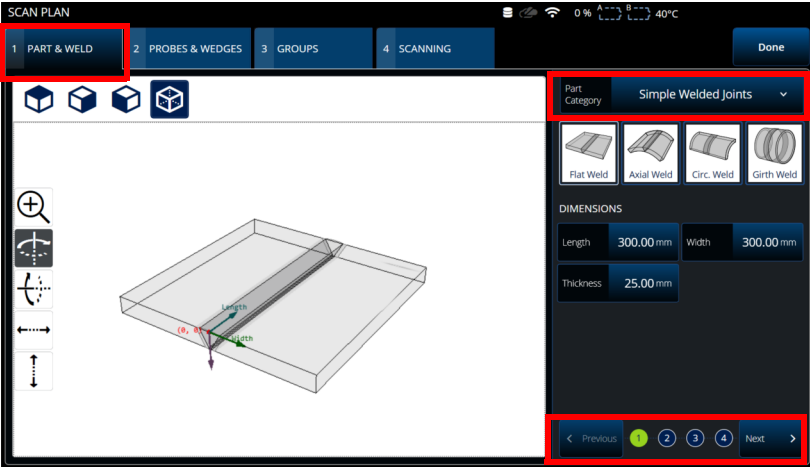 SCAN PLAN
0 % A B 40°C
1 PART & WELD
2 PROBES & WEDGES
3 GROUPS
4 SCANNING
Done
Part
Category
Simple Welded Joints
Flat Weld
Axial Weld
Circ. Weld
Girth Weld
DIMENSIONS
Length 300.00 mm
Width 300.00 mm
Thickness 25.00 mm
Length
(0, 0)
Width
Previous 1 2 3 4 Next